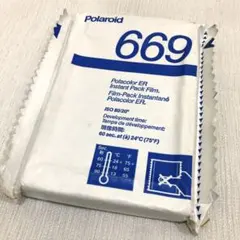 Polaroid
669
Polacolor ER
Instant Pack Film.
Film-Pack Instantané
Polacolor ER.
ISO 80/20°
Development time:
Temps de développement:
60 sec. at (à) 24°C (75°F)
°C °F
60